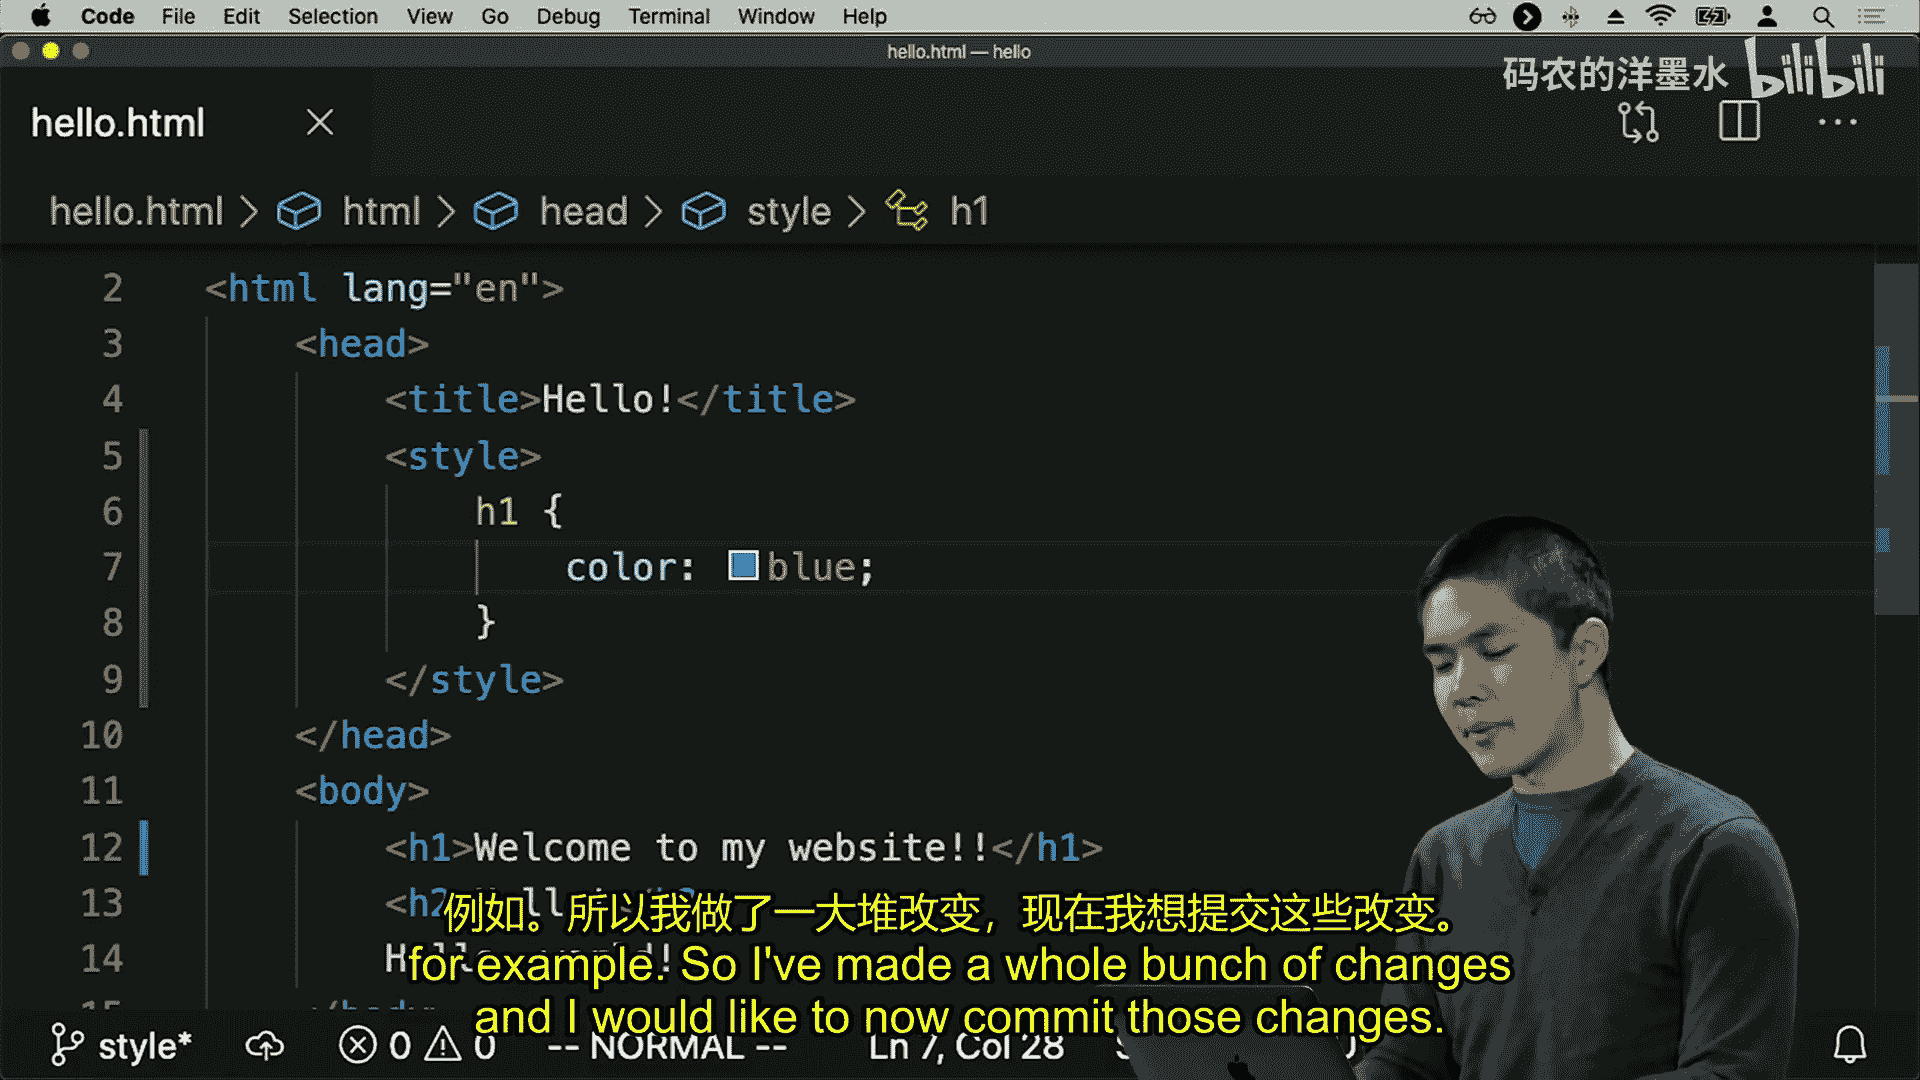 Code File Edit Selection View Go Debug Terminal Window Help
hello.html — hello
码农的洋墨水 bilibili
hello.html
hello.html > html > head > style > h1
2 <html lang="en">
3 <head>
4 <title>Hello!</title>
5 <style>
6 h1 {
7 color: blue;
8 }
9 </style>
10 </head>
11 <body>
12 <h1>Welcome to my website!!</h1>
13
14
例如。所以我做了一大堆改变，现在我想提交这些改变。
for example. So I've made a whole bunch of changes
and I would like to now commit those changes.
style* 0 0 -- NORMAL -- Ln 7, Col 28